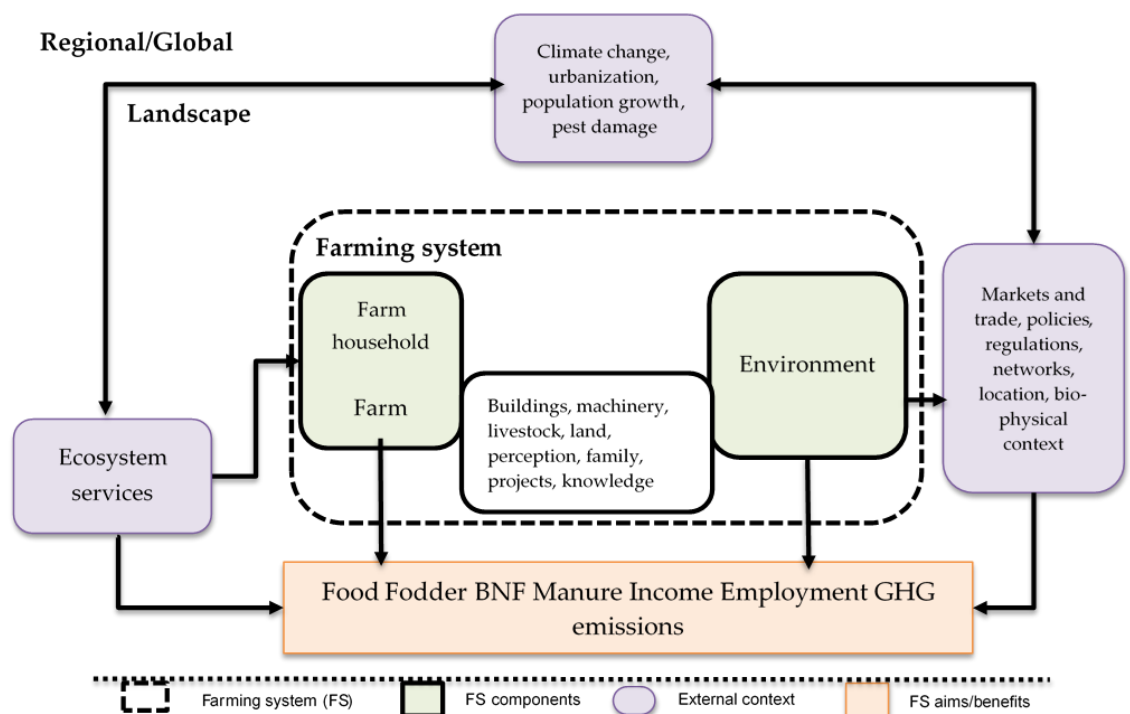 Regional/Global
Climate change,
urbanization,
population growth,
pest damage
Landscape
Farming system
Farm
household
Farm
Environment
Buildings, machinery,
livestock, land,
perception, family,
projects, knowledge
Markets and
trade, policies,
regulations,
networks,
location, bio-
physical
context
Ecosystem
services
Food Fodder BNF Manure Income Employment GHG
emissions
Farming system (FS)
FS components
External context
FS aims/benefits